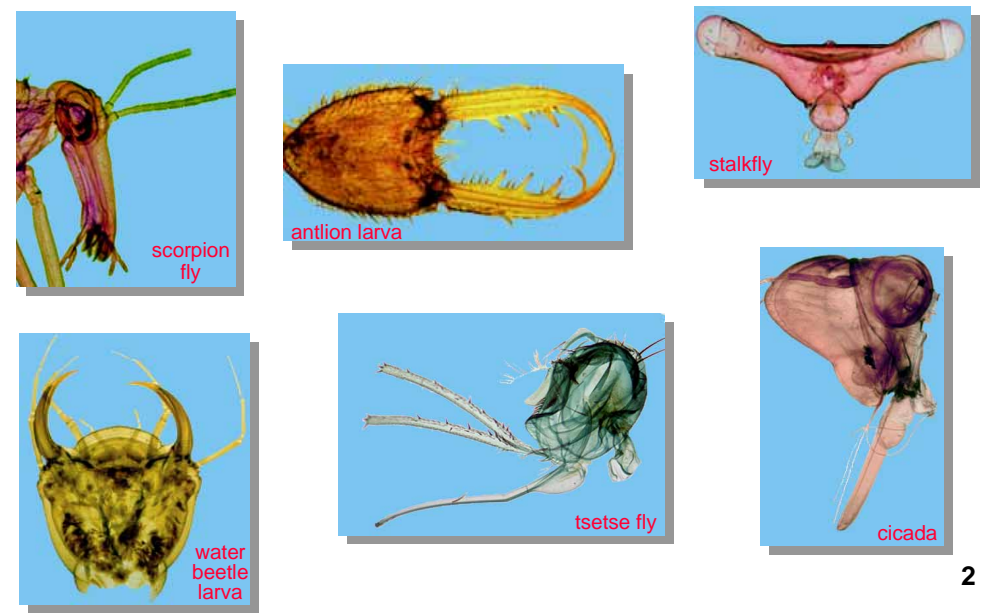 scorpion
fly
antlion larva
stalkfly
water
beetle
larva
tsetse fly
cicada
2